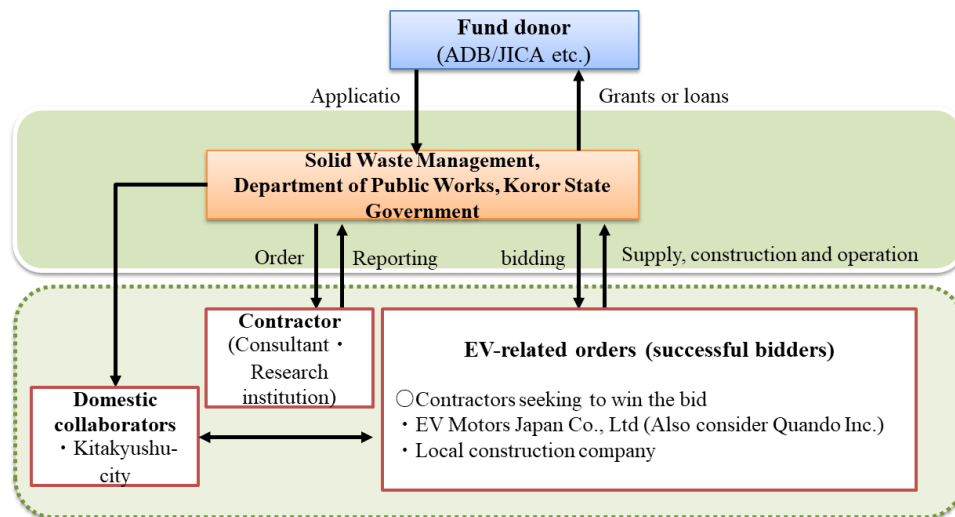 Fund donor
(ADB/JICA etc.)
Applicatio
Grants or loans
Solid Waste Management,
Department of Public Works, Koror State
Government
Order
Reporting
bidding
Supply, construction and operation
Contractor
(Consultant・
Research
institution)
EV-related orders (successful bidders)
〇Contractors seeking to win the bid
・EV Motors Japan Co., Ltd (Also consider Quando Inc.)
・Local construction company
Domestic
collaborators
・Kitakyushu-
city